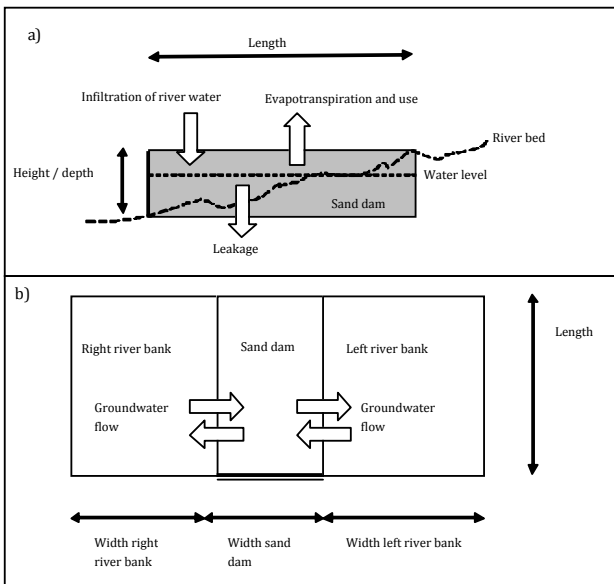 a)
Length
Infiltration of river water
Evapotranspiration and use
River bed
Height / depth
Water level
Sand dam
Leakage
b)
Right river bank
Sand dam
Left river bank
Length
Groundwater
flow
Groundwater
flow
Width right
river bank
Width sand
dam
Width left river bank